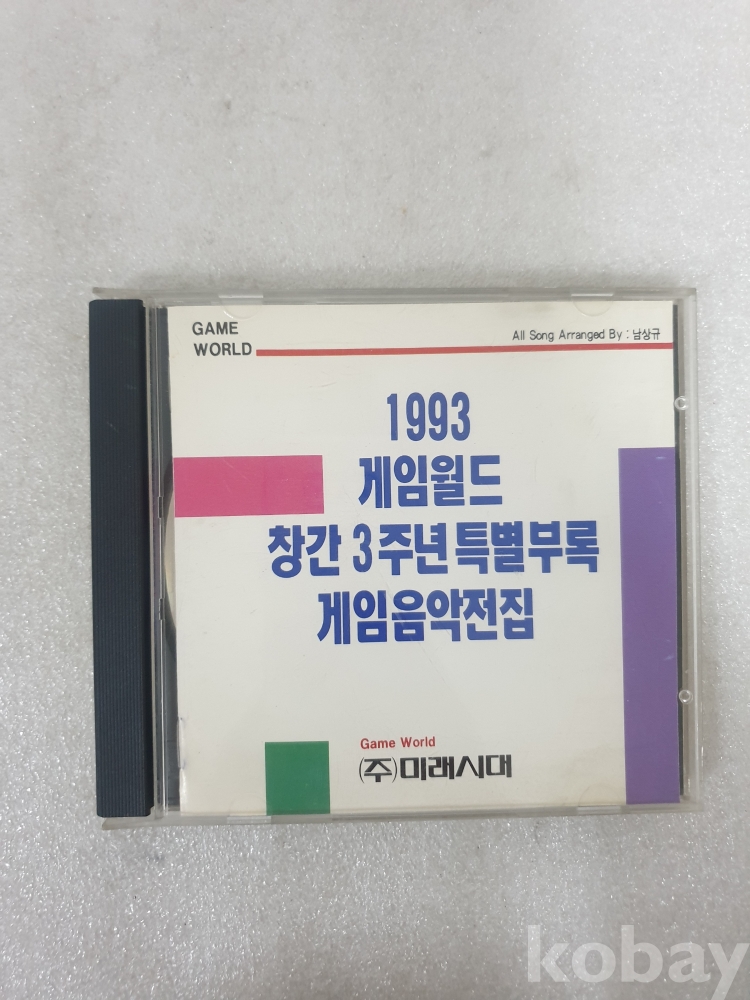 GAME
WORLD
All Song Arranged By : 남상규
1993
게임월드
창간 3주년 특별부록
게임음악전집
Game World
(주)미래시대
kobay